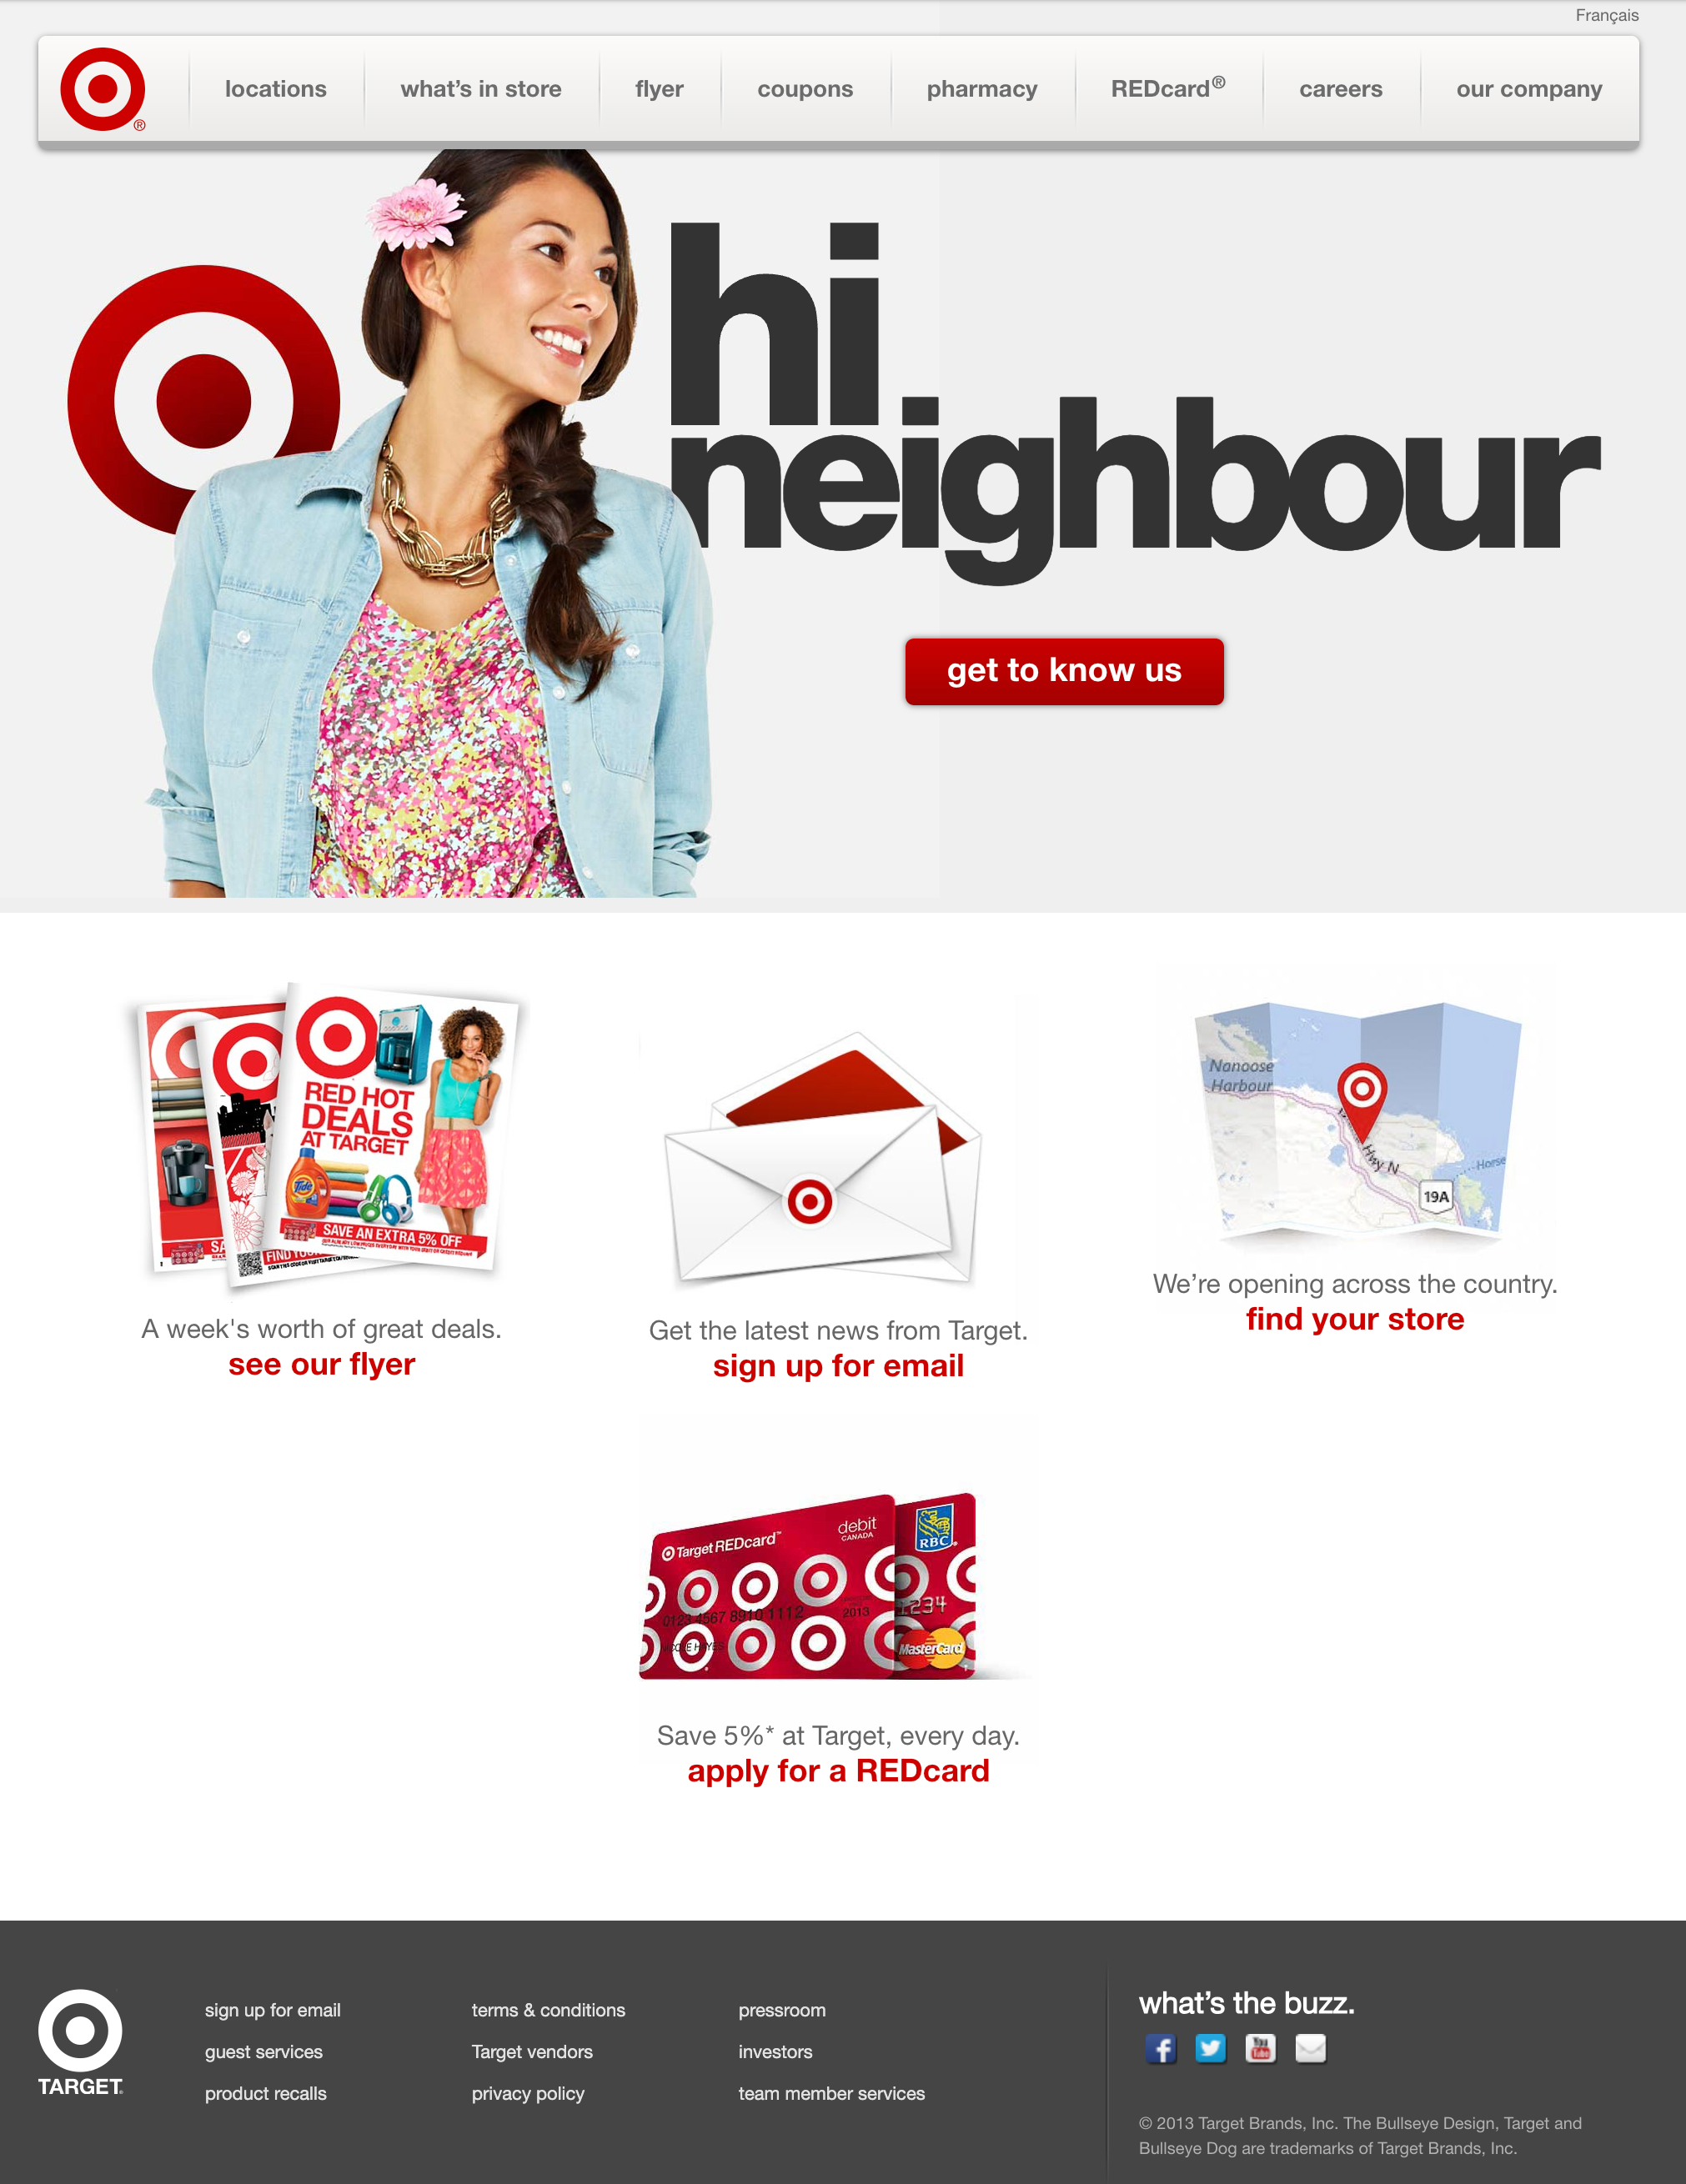 Français
locations what's in store flyer coupons pharmacy REDcard® careers our company
hi
neighbour
get to know us
RED HOT
DEALS
AT TARGET
Tide
SAVE AN EXTRA 5% OFF
Nanoose
Harbour
Hwy N
Horse
19A
A week's worth of great deals.
see our flyer
Get the latest news from Target.
sign up for email
We're opening across the country.
find your store
Target REDcard™
debit
CANADA
RBC®
0123 4567 8910 1112
2013
1234
MasterCard
Save 5%* at Target, every day.
apply for a REDcard
TARGET
sign up for email
guest services
product recalls
terms & conditions
Target vendors
privacy policy
pressroom
investors
team member services
what's the buzz.
You
Tube
© 2013 Target Brands, Inc. The Bullseye Design, Target and
Bullseye Dog are trademarks of Target Brands, Inc.